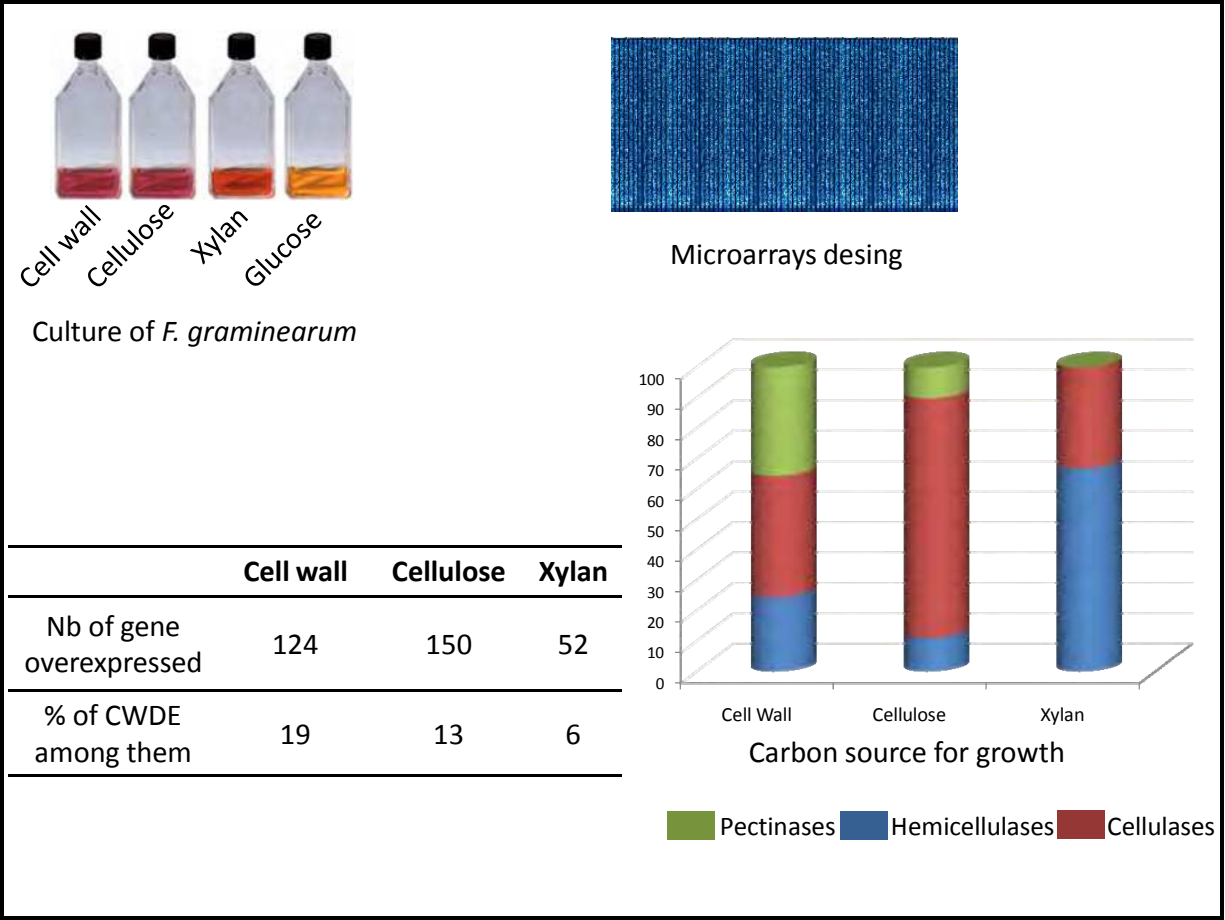 Cell wall
Cellulose
Xylan
Glucose
Culture of F. graminearum
Microarrays desing
Cell wall Cellulose Xylan
Nb of gene
overexpressed
124 150 52
% of CWDE
among them
19 13 6
100
90
80
70
60
50
40
30
20
10
0
Cell Wall Cellulose Xylan
Carbon source for growth
Pectinases Hemicellulases Cellulases